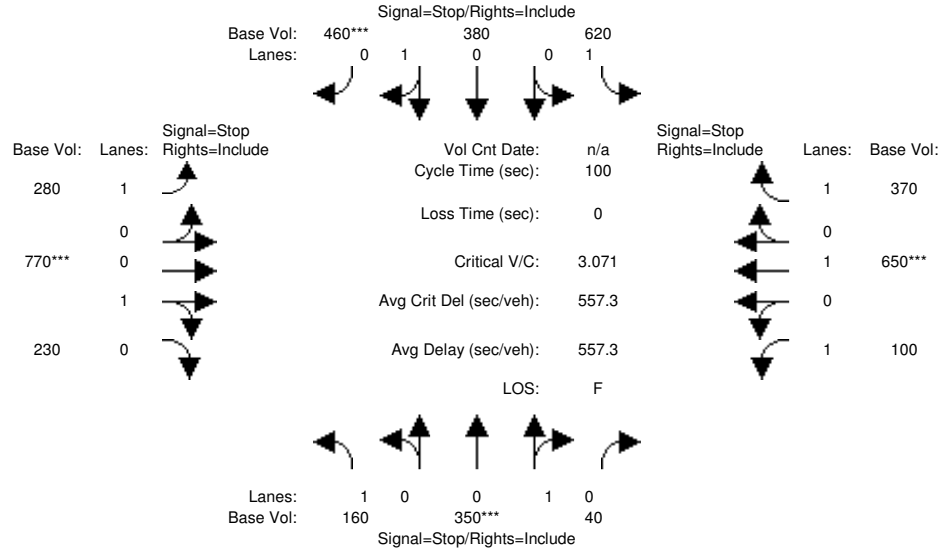 Signal=Stop/Rights=Include
Base Vol: 460*** 380 620
Lanes: 0 1 0 0 1
Signal=Stop
Base Vol: Lanes: Rights=Include
Vol Cnt Date: n/a
Signal=Stop
Rights=Include Lanes: Base Vol:
Cycle Time (sec): 100
280 1
1 370
Loss Time (sec): 0
0
0
770*** 0
Critical V/C: 3.071
1 650***
1
Avg Crit Del (sec/veh): 557.3
0
230 0
Avg Delay (sec/veh): 557.3
1 100
LOS: F
Lanes: 1 0 0 1 0
Base Vol: 160 350*** 40
Signal=Stop/Rights=Include